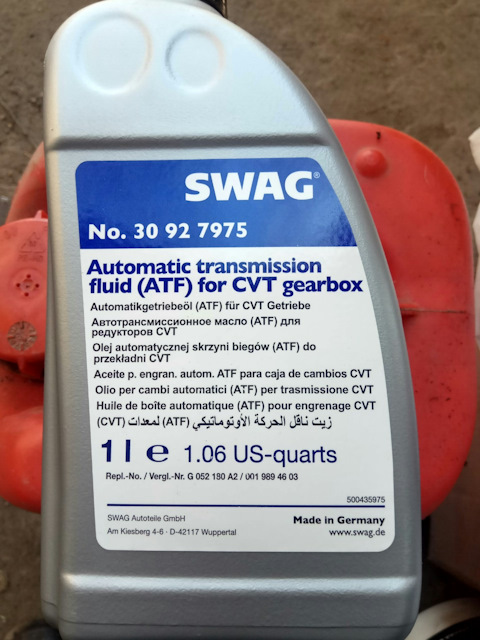 SWAG®
No. 30 92 7975
Automatic transmission
fluid (ATF) for CVT gearbox
Automatikgetriebeöl (ATF) für CVT Getriebe
Автотрансмиссионное масло (ATF) для
редукторов CVT
Olej automatycznej skrzyni biegów (ATF) do
przekładni CVT
Aceite p. engran. autom. ATF para caja de cambios CVT
Olio per cambi automatici (ATF) per trasmissione CVT
Huile de boîte automatique (ATF) pour engrenage CVT
زيت ناقل الحركة الأوتوماتيكي (ATF) لمعدات (CVT)
1 l e 1.06 US-quarts
Repl.-No. / Vergl.-Nr. G 052 180 A2 / 001 989 46 03
500435975
SWAG Autoteile GmbH
Am Kiesberg 4-6 · D-42117 Wuppertal
Made in Germany
www.swag.de